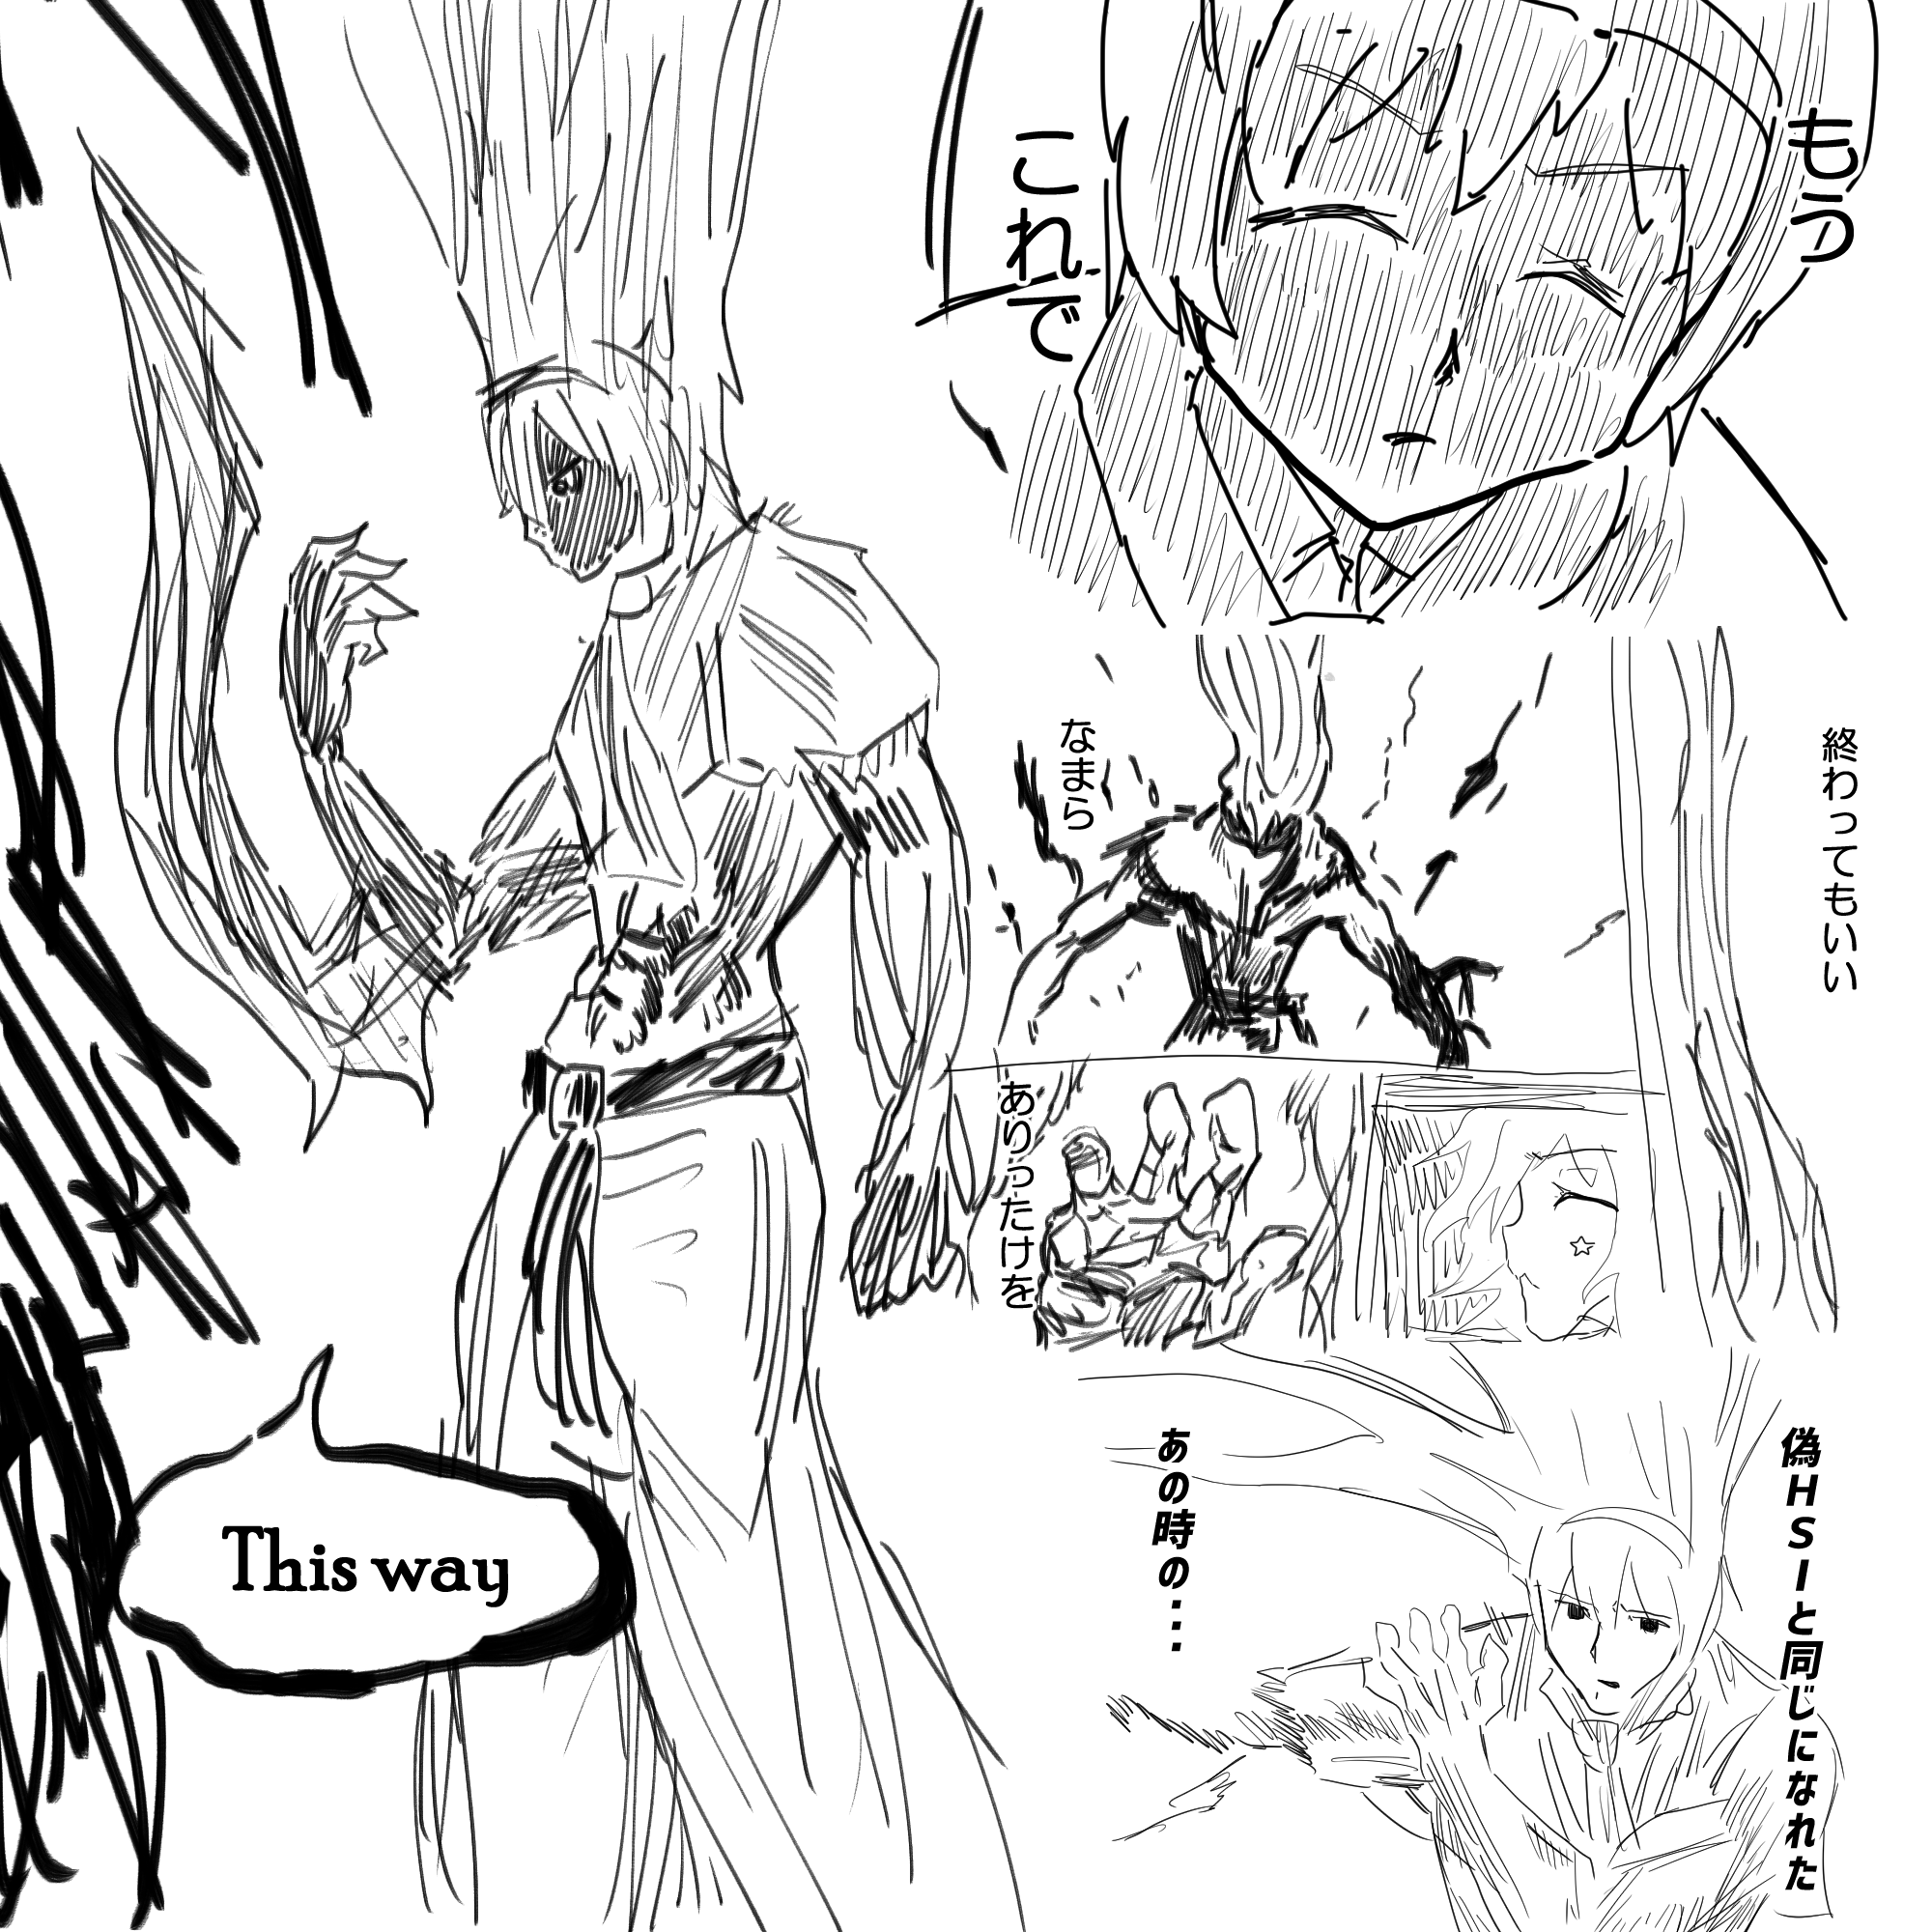 もう
これで
終わってもいい
なまら
ありったけを
偽HSIと同じになれた
あの時の…
This way